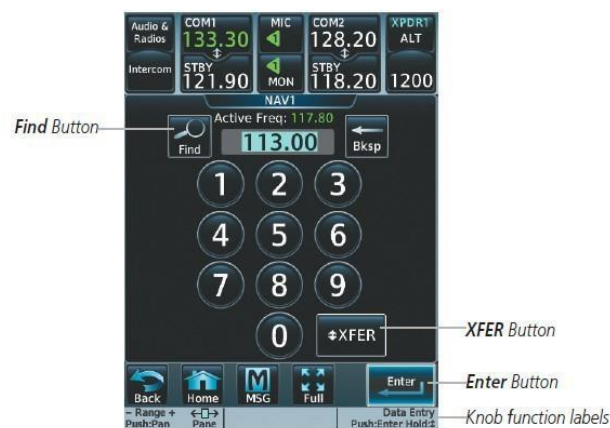 Audio & Radios
COM1
133.30
MIC
1
COM2
128.20
XPDR1
ALT
Intercom
STBY
121.90
1
MON
STBY
118.20
1200
NAV1
Active Freq: 117.80
Find Button
Find
113.00
Bksp
1 2 3
4 5 6
7 8 9
0 XFER
XFER Button
Back
Home
MSG
Full
Enter
Enter Button
– Range +
Push:Pan
Pane
Data Entry
Push:Enter Hold:↕
Knob function labels